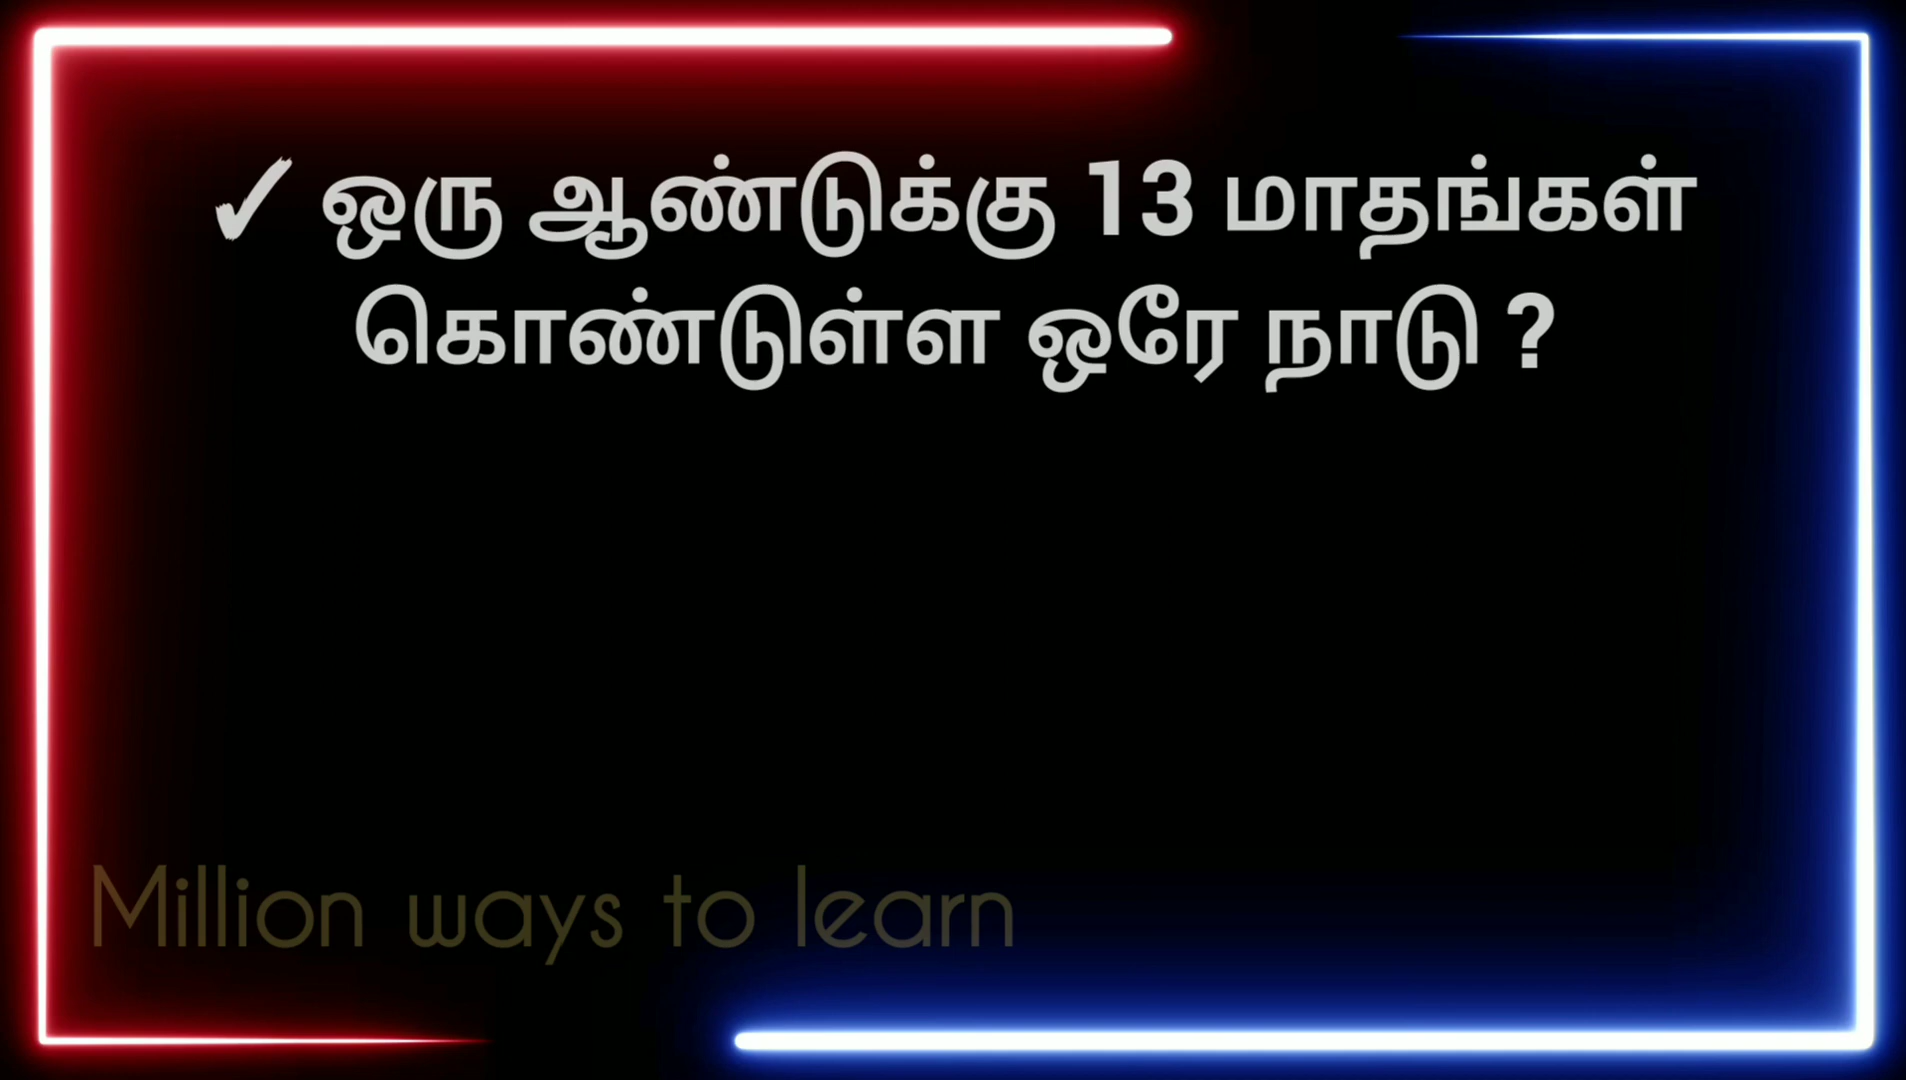 ✓ ஒரு ஆண்டுக்கு 13 மாதங்கள்
கொண்டுள்ள ஒரே நாடு ?
Million ways to learn